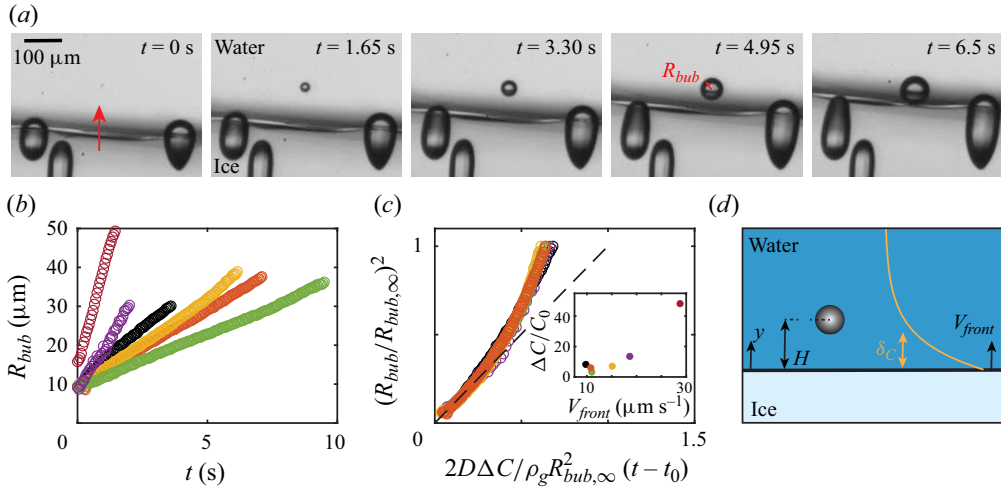 (a)
100 μm
t = 0 s
Water
t = 1.65 s
Ice
t = 3.30 s
R_bub
t = 4.95 s
t = 6.5 s
(b)
R_bub (μm)
50
40
30
20
10
0
0
5
10
t (s)
(c)
(R_bub/R_bub,∞)^2
1
0
1.5
2DΔC/ρ_g R^2_bub,∞ (t – t_0)
ΔC/C_0
40
20
0
10
20
30
V_front (μm s^−1)
(d)
Water
V_front
y
H
δ_C
Ice